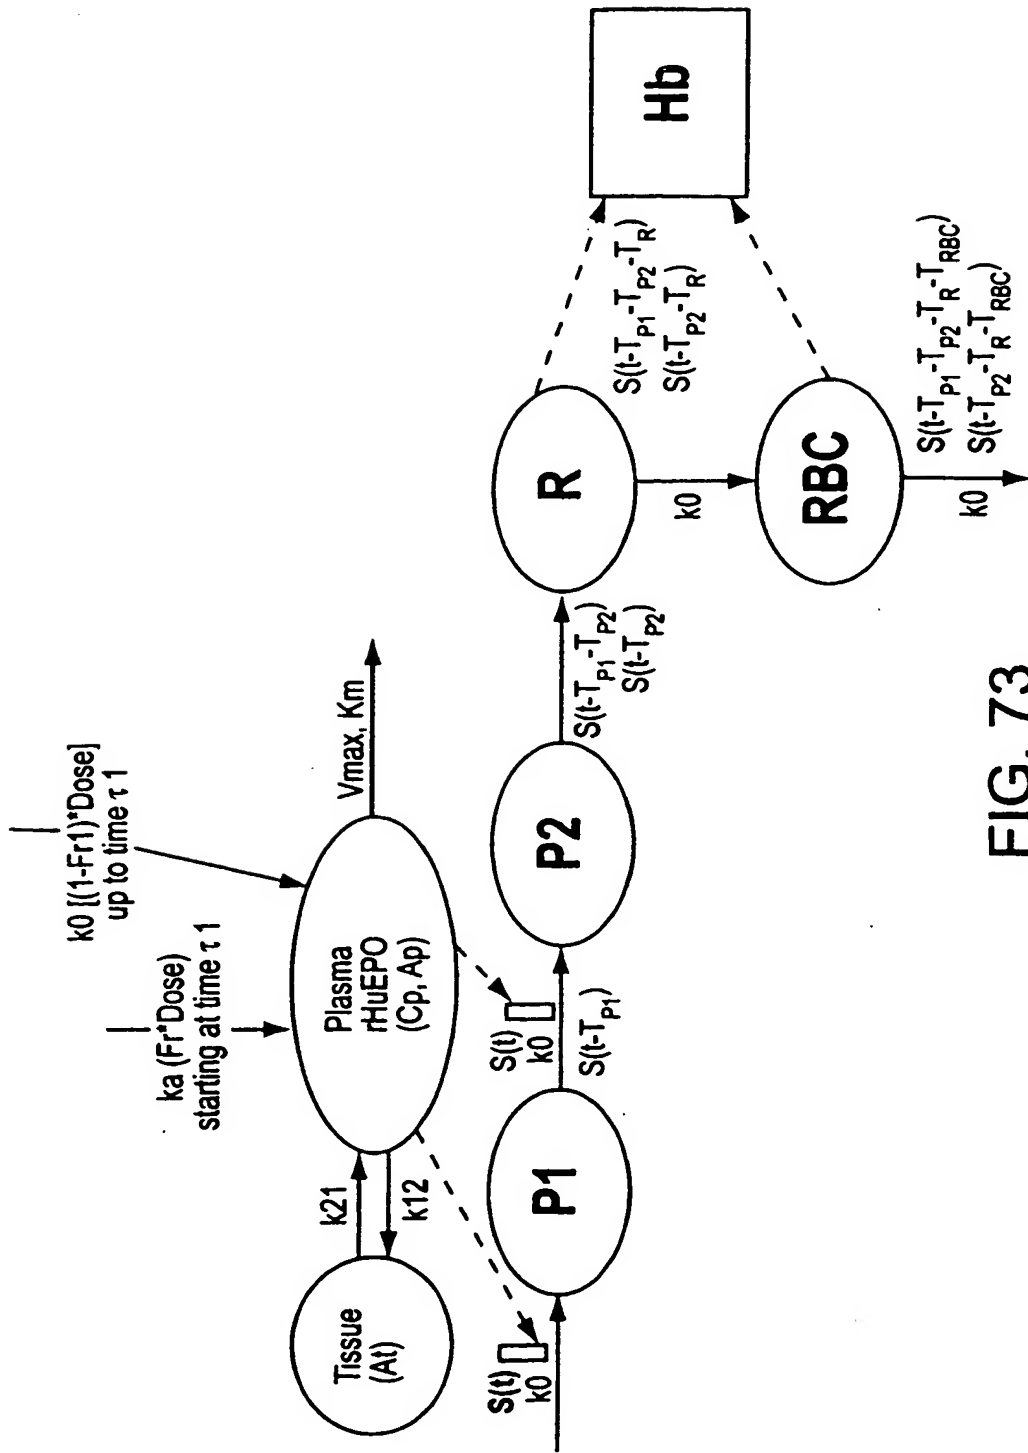 k0 [(1-Fr1)*Dose]
up to time τ 1
ka (Fr*Dose)
starting at time τ 1
Tissue
(At)
k21
k12
Plasma
rHuEPO
(Cp, Ap)
Vmax, Km
S(t)
k0
P1
S(t)
k0
S(t-TP1)
P2
S(t-TP1-TP2)
S(t-TP2)
R
S(t-TP1-TP2-TR)
S(t-TP2-TR)
Hb
k0
RBC
k0
S(t-TP1-TP2-TR-TRBC)
S(t-TP2-TR-TRBC)
FIG. 73